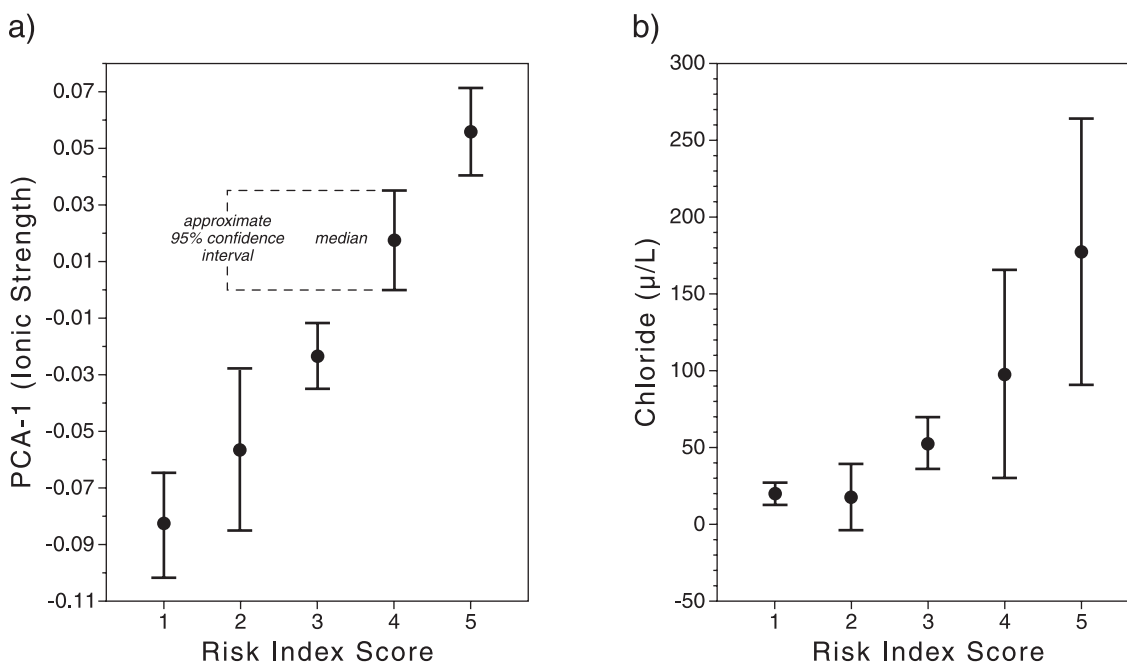 a)
PCA-1 (Ionic Strength)
0.07
0.05
0.03
0.01
-0.01
-0.03
-0.05
-0.07
-0.09
-0.11
approximate
95% confidence
interval
median
1 2 3 4 5
Risk Index Score
b)
Chloride (µ/L)
300
250
200
150
100
50
0
-50
1 2 3 4 5
Risk Index Score